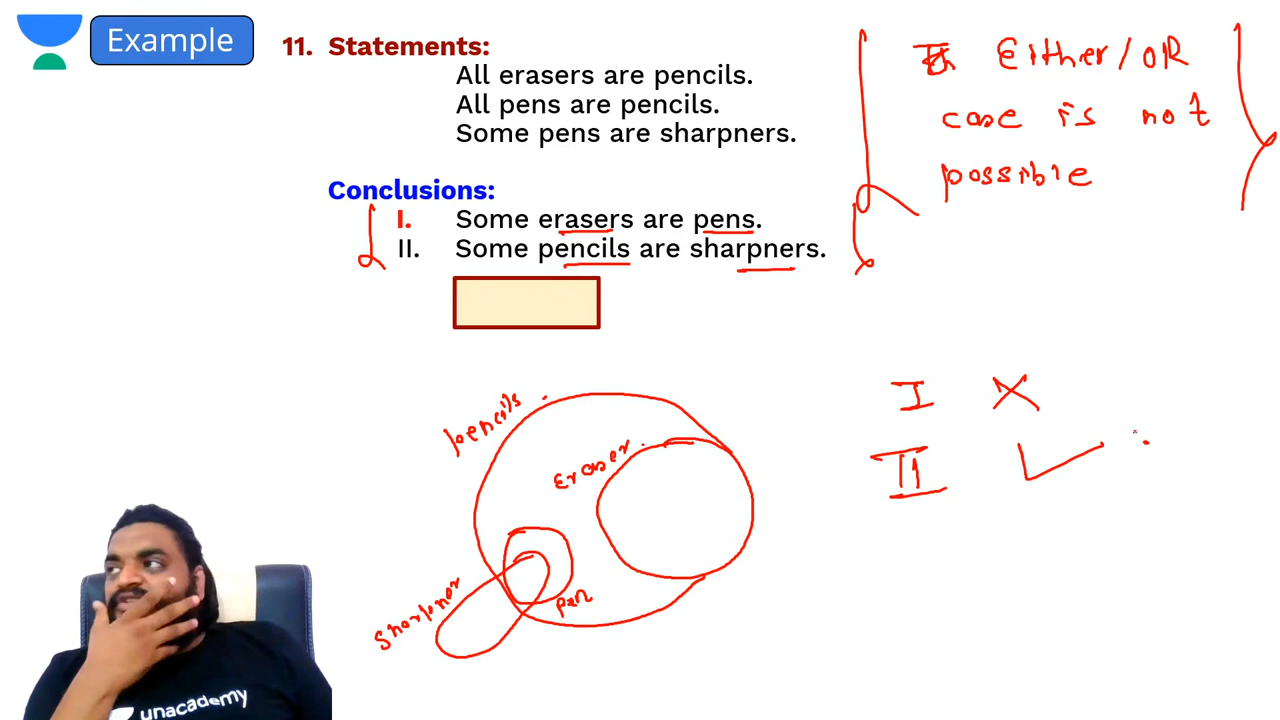 Example
11. Statements:
All erasers are pencils.
All pens are pencils.
Some pens are sharpners.
Conclusions:
I. Some erasers are pens.
II. Some pencils are sharpners.
Either/OR
case is not
possible
I X
II ✓
pencils
Eraser
Sharpener
pen
unacademy